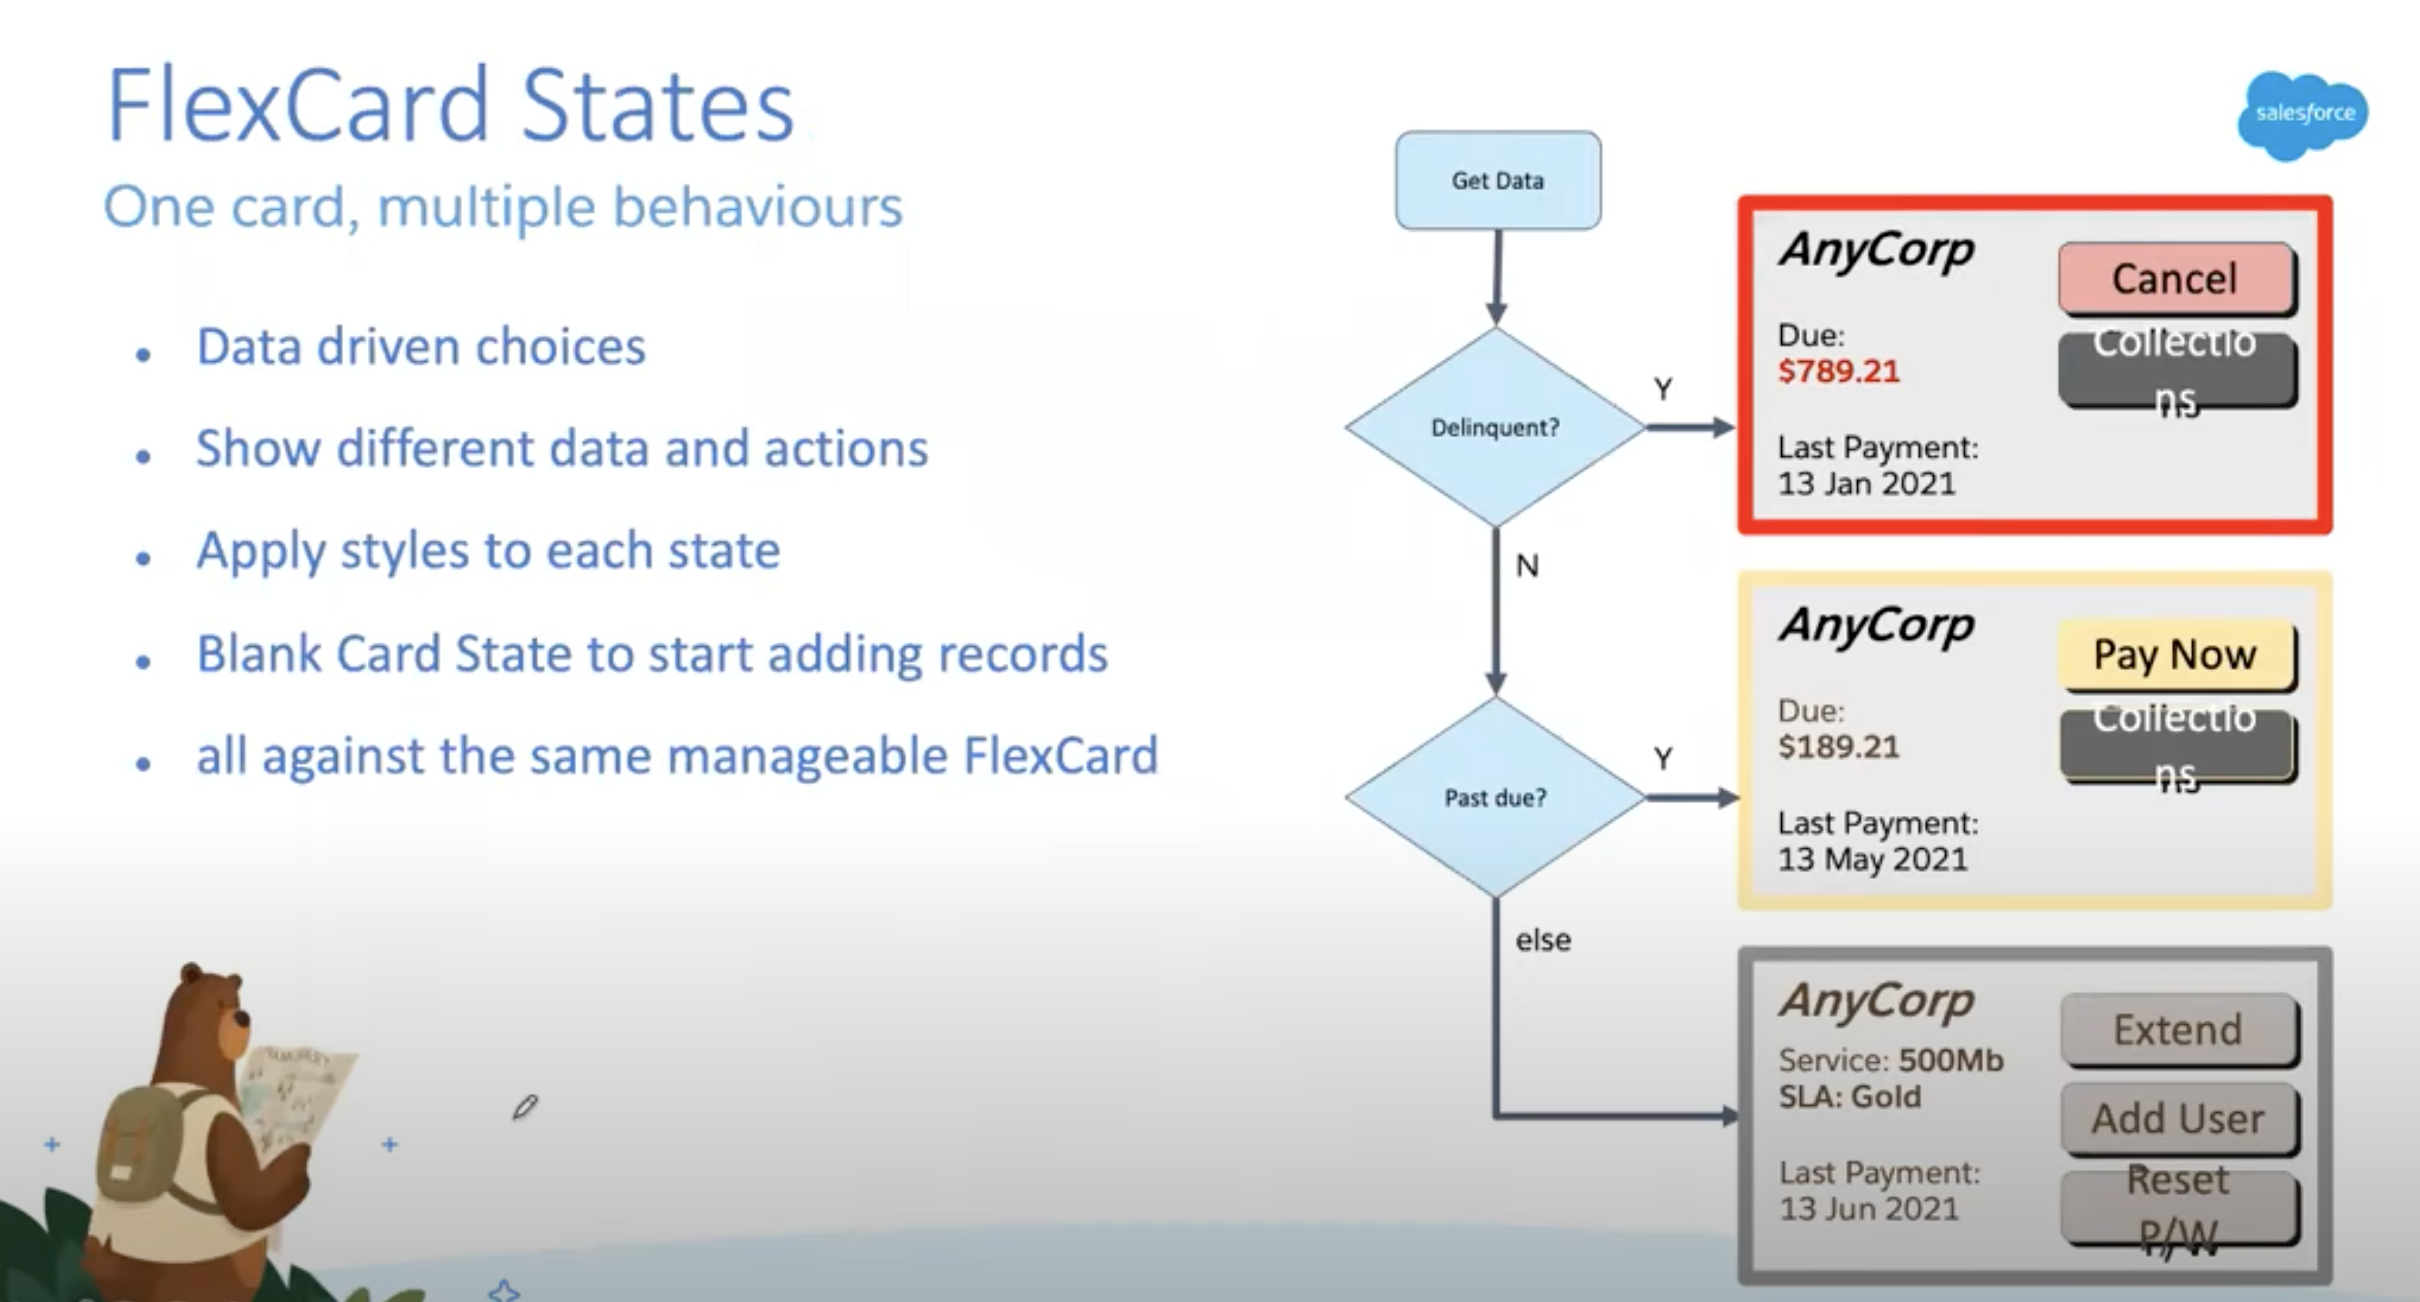 FlexCard States
One card, multiple behaviours
Data driven choices
Show different data and actions
Apply styles to each state
Blank Card State to start adding records
all against the same manageable FlexCard
salesforce
Get Data
Delinquent?
Y
N
Past due?
Y
else
AnyCorp
Due:
$789.21
Last Payment:
13 Jan 2021
Cancel
Collectio
ns
AnyCorp
Due:
$189.21
Last Payment:
13 May 2021
Pay Now
Collectio
ns
AnyCorp
Service: 500Mb
SLA: Gold
Last Payment:
13 Jun 2021
Extend
Add User
Reset
P/W